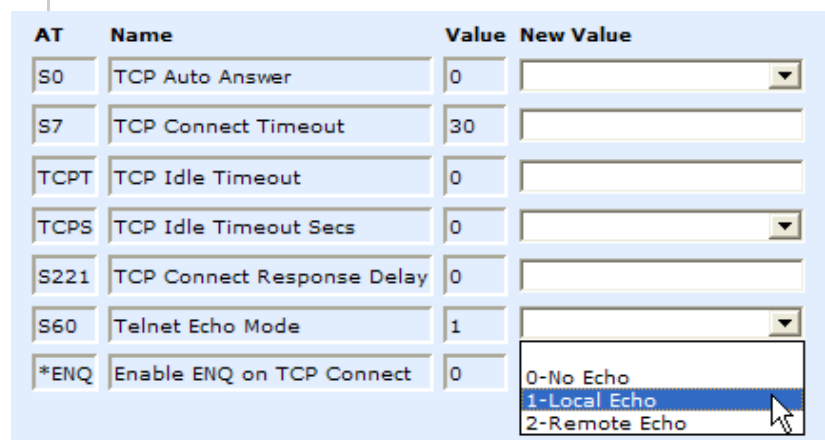 AT Name Value New Value
S0 TCP Auto Answer 0
S7 TCP Connect Timeout 30
TCPT TCP Idle Timeout 0
TCPS TCP Idle Timeout Secs 0
S221 TCP Connect Response Delay 0
S60 Telnet Echo Mode 1
*ENQ Enable ENQ on TCP Connect 0
0-No Echo
1-Local Echo
2-Remote Echo